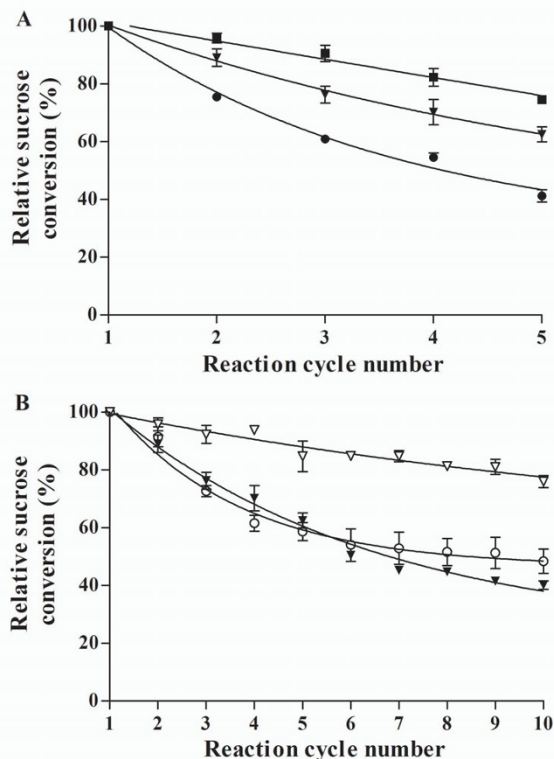 A
Relative sucrose
conversion (%)
100
80
60
40
20
0
1 2 3 4 5
Reaction cycle number
B
Relative sucrose
conversion (%)
100
80
60
40
20
0
1 2 3 4 5 6 7 8 9 10
Reaction cycle number